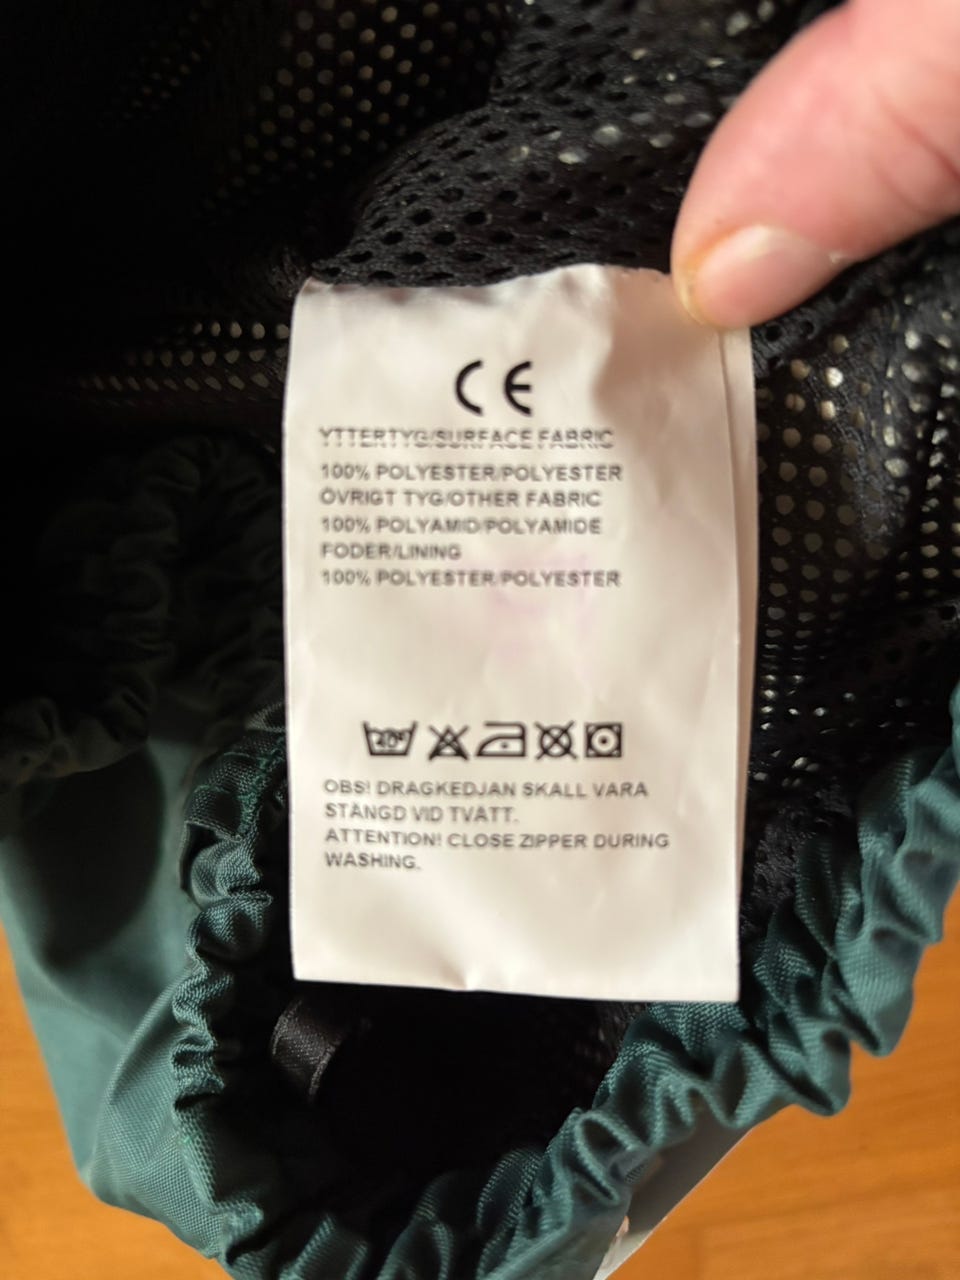 CE
YTTERTYG/SURFACE FABRIC
100% POLYESTER/POLYESTER
ÖVRIGT TYG/OTHER FABRIC
100% POLYAMID/POLYAMIDE
FODER/LINING
100% POLYESTER/POLYESTER
40°
OBS! DRAGKEDJAN SKALL VARA
STÄNGD VID TVÄTT.
ATTENTION! CLOSE ZIPPER DURING
WASHING.